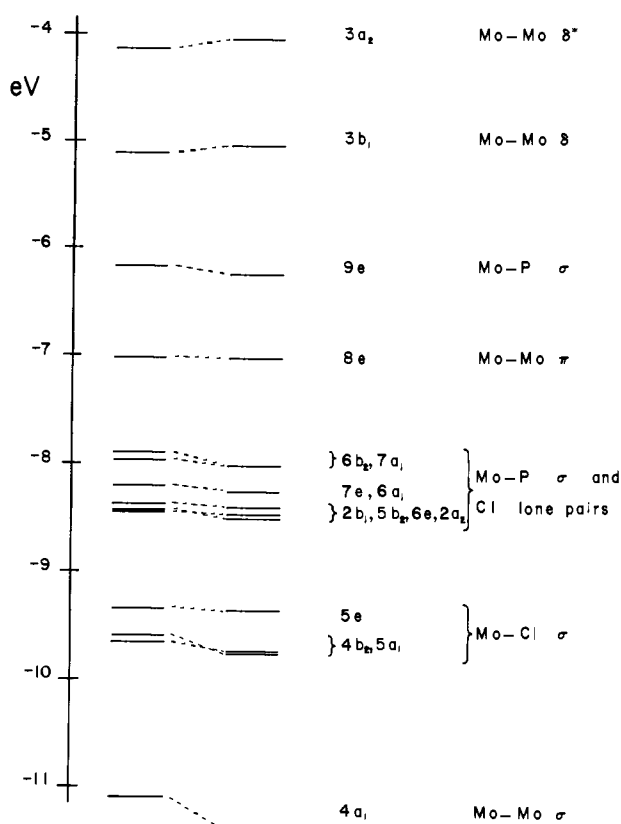 -4 3a₂ Mo-Mo δ*
eV
-5 3b₁ Mo-Mo δ
-6
9e Mo-P σ
-7 8e Mo-Mo π
-8 }6b₂,7a₁
Mo-P σ and
7e,6a₁
}2b₁,5b₂,6e,2a₂ Cl lone pairs
-9
5e
Mo-Cl σ
}4b₂,5a₁
-10
-11
4a₁ Mo-Mo σ